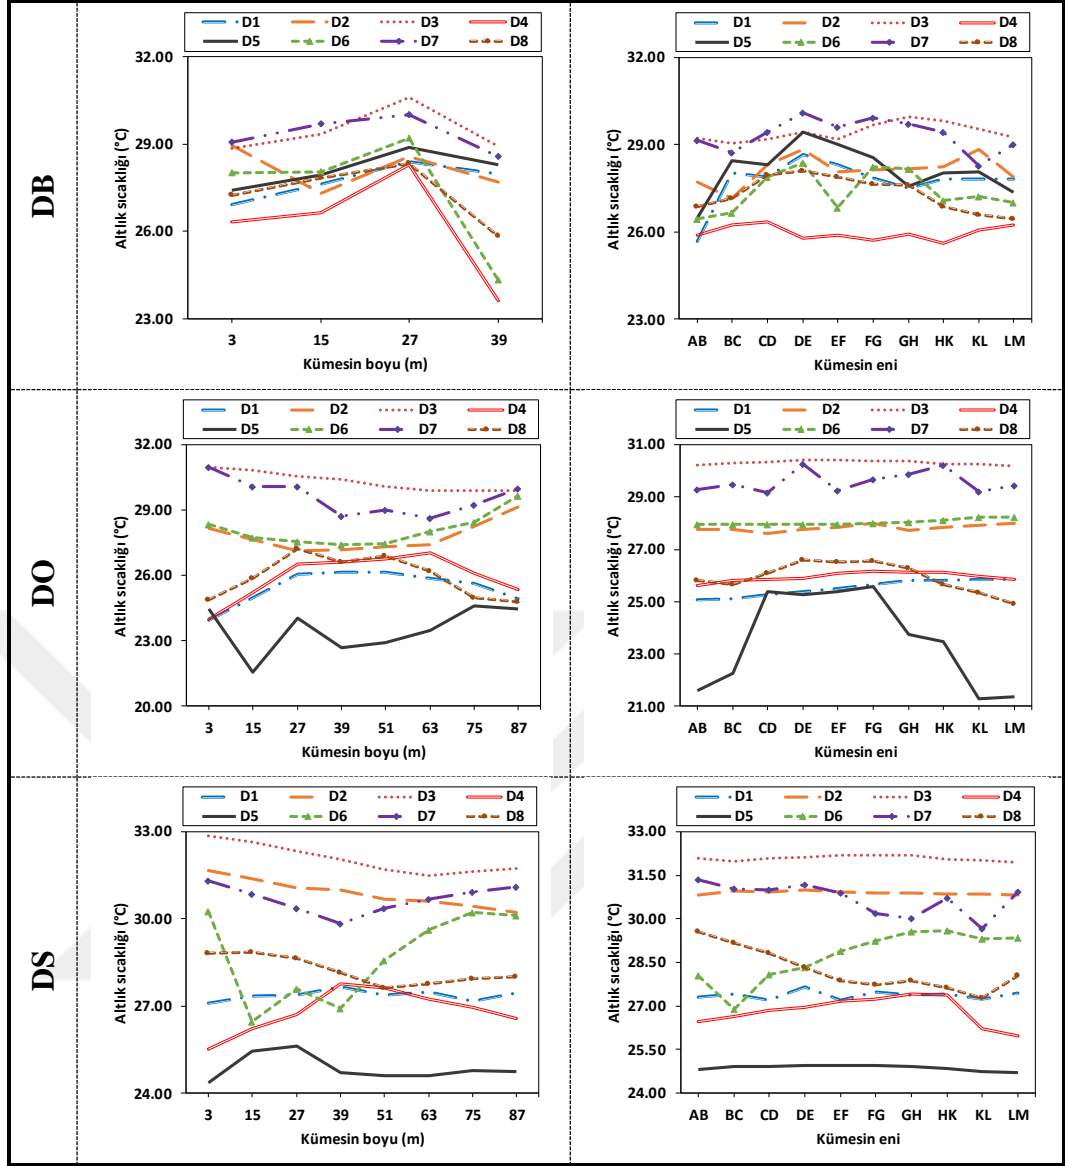 DB
D1 D2 D3 D4
D5 D6 D7 D8
32.00
29.00
26.00
23.00
Altlık sıcaklığı (°C)
3 15 27 39
Kümesin boyu (m)
D1 D2 D3 D4
D5 D6 D7 D8
32.00
29.00
26.00
23.00
Altlık sıcaklığı (°C)
AB BC CD DE EF FG GH HK KL LM
Kümesin eni
DO
D1 D2 D3 D4
D5 D6 D7 D8
32.00
29.00
26.00
23.00
20.00
Altlık sıcaklığı (°C)
3 15 27 39 51 63 75 87
Kümesin boyu (m)
D1 D2 D3 D4
D5 D6 D7 D8
31.00
29.00
27.00
25.00
23.00
21.00
Altlık sıcaklığı (°C)
AB BC CD DE EF FG GH HK KL LM
Kümesin eni
DS
D1 D2 D3 D4
D5 D6 D7 D8
33.00
30.00
27.00
24.00
Altlık sıcaklığı (°C)
3 15 27 39 51 63 75 87
Kümesin boyu (m)
D1 D2 D3 D4
D5 D6 D7 D8
33.00
31.50
30.00
28.50
27.00
25.50
24.00
Altlık sıcaklığı (°C)
AB BC CD DE EF FG GH HK KL LM
Kümesin eni